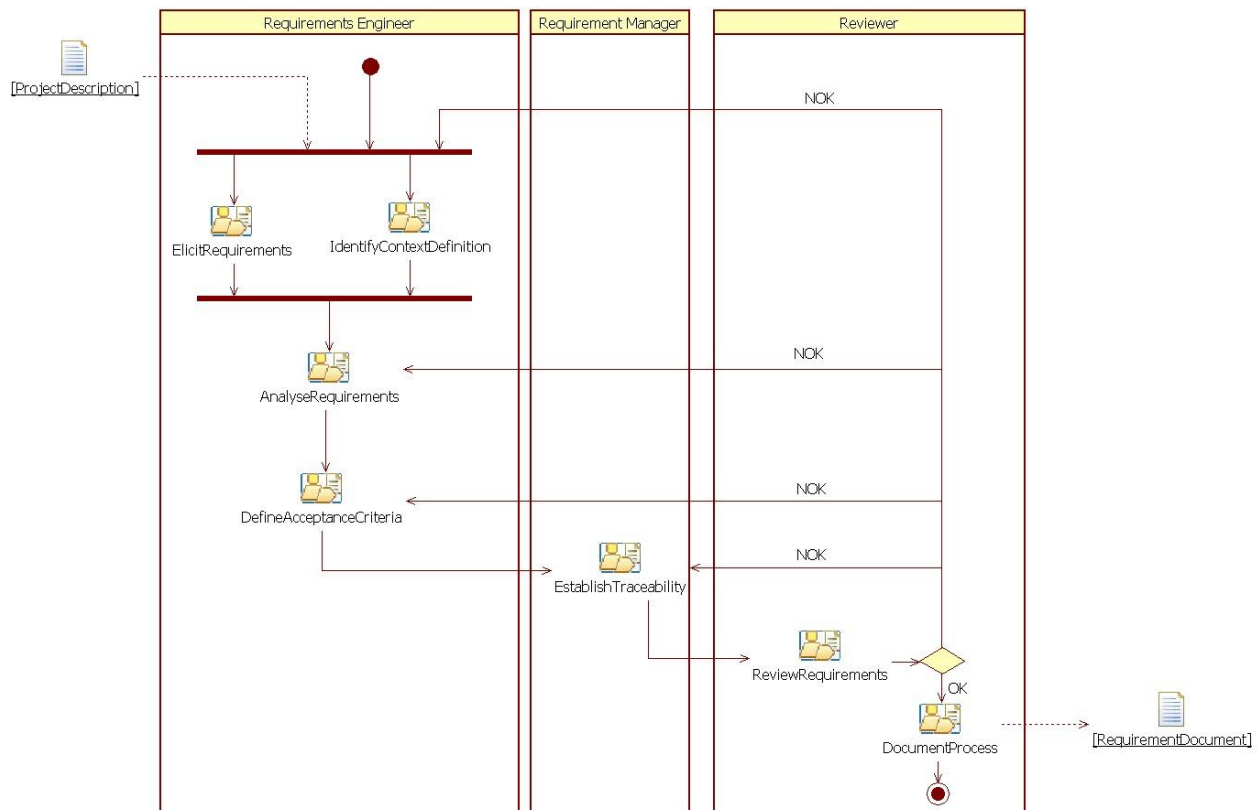 Requirements Engineer
Requirement Manager
Reviewer
[ProjectDescription]
NOK
ElicitRequirements
IdentifyContextDefinition
NOK
AnalyseRequirements
NOK
DefineAcceptanceCriteria
NOK
EstablishTraceability
ReviewRequirements
OK
[RequirementDocument]
DocumentProcess